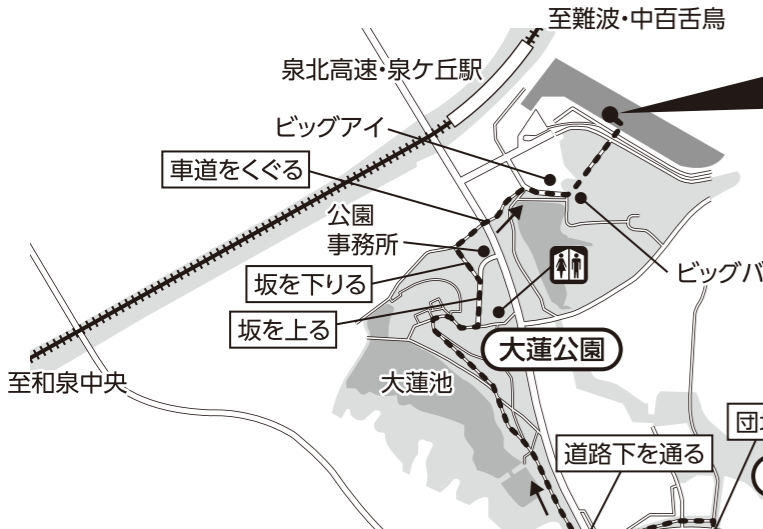 至難波・中百舌鳥
泉北高速・泉ケ丘駅
ビッグアイ
車道をくぐる
公園
事務所
ビッグバ
坂を下りる
坂を上る
大蓮公園
至和泉中央
大蓮池
団
道路下を通る